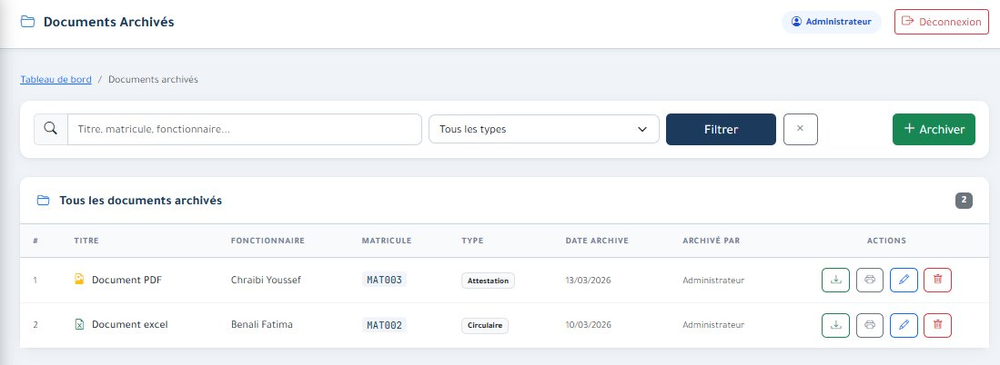 Documents Archivés
Administrateur
Déconnexion
Tableau de bord / Documents archivés
Titre, matricule, fonctionnaire...
Tous les types
Filtrer
×
+ Archiver
Tous les documents archivés
2
# TITRE FONCTIONNAIRE MATRICULE TYPE DATE ARCHIVE ARCHIVÉ PAR ACTIONS
1 Document PDF Chraibi Youssef MAT003 Attestation 13/03/2026 Administrateur
2 Document excel Benali Fatima MAT002 Circulaire 10/03/2026 Administrateur